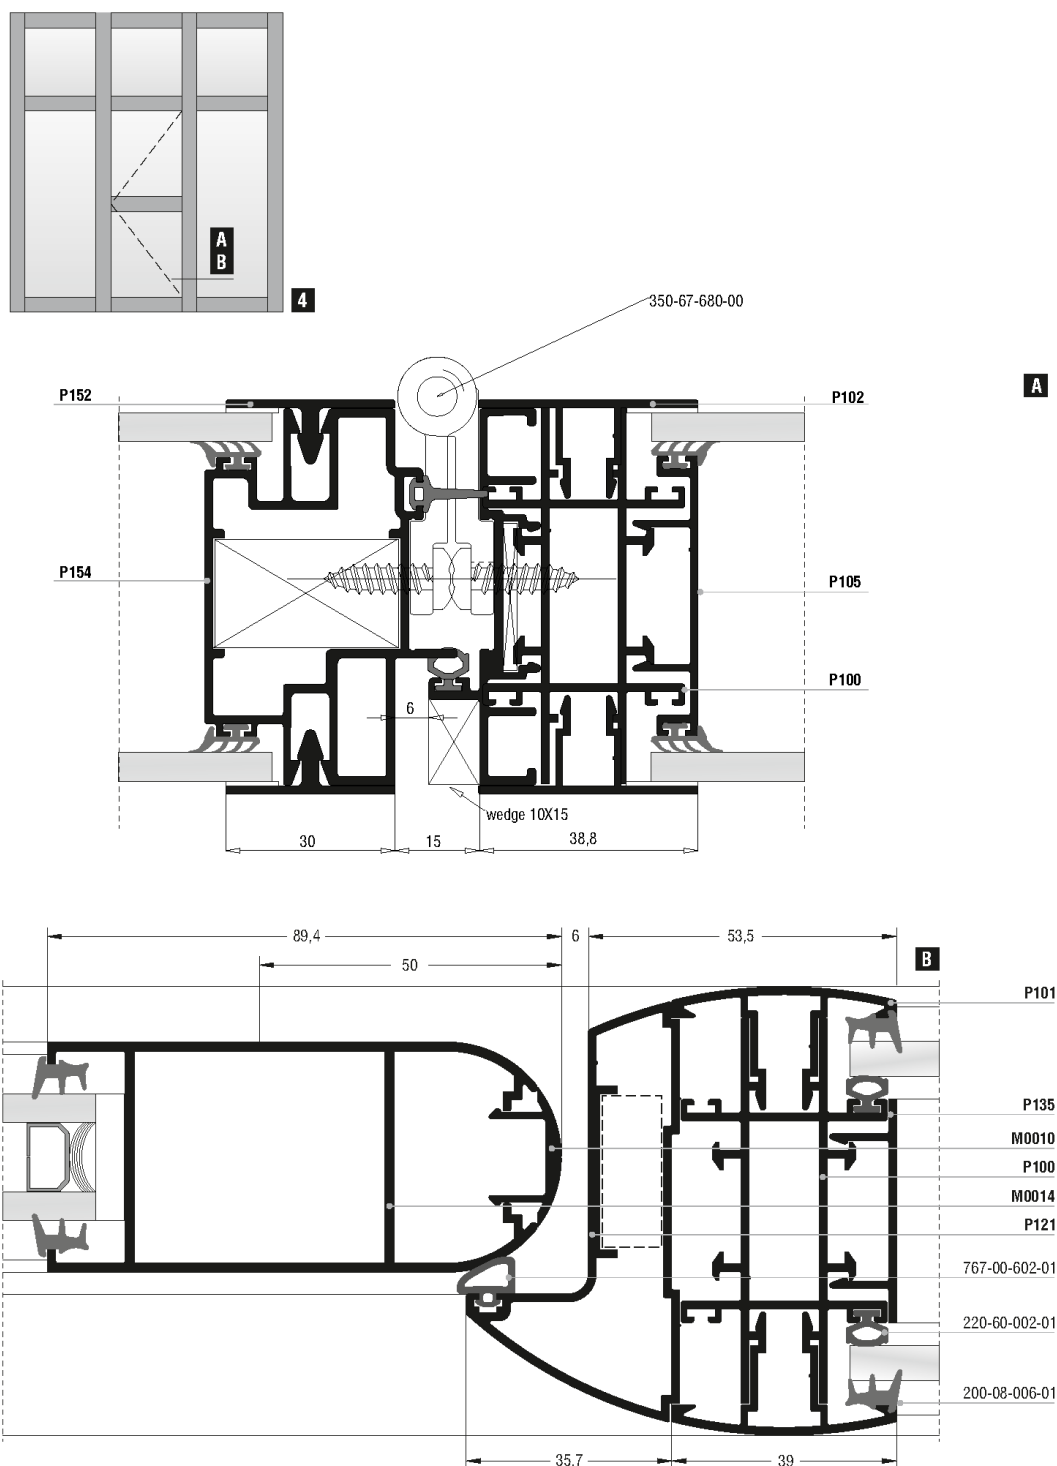 A
B
4
350-67-680-00
A
P152
P102
P154
P105
P100
6
wedge 10X15
30
15
38,8
89,4
6
53,5
50
B
P101
P135
M0010
P100
M0014
P121
767-00-602-01
220-60-002-01
200-08-006-01
35,7
39